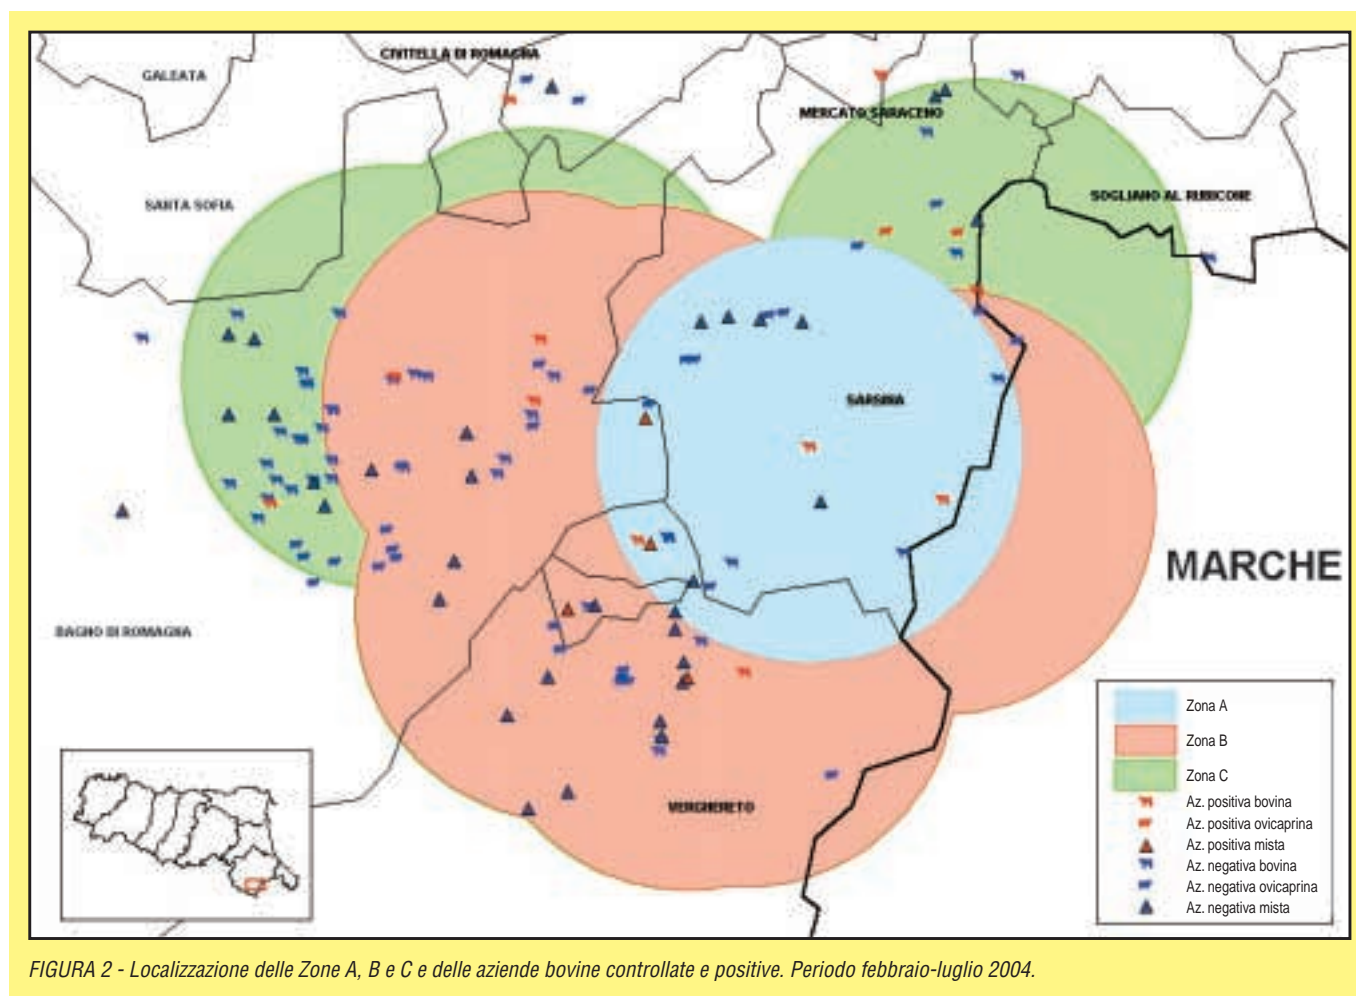 CIVITELLA DI ROMAGNA
GALEATA
MERCATO SARACENO
SANTA SOFIA
SOGLIANO AL RUBICONE
SARSINA
MARCHE
BAGNO DI ROMAGNA
VERGHERETO
Zona A
Zona B
Zona C
Az. positiva bovina
Az. positiva ovicaprina
Az. positiva mista
Az. negativa bovina
Az. negativa ovicaprina
Az. negativa mista
FIGURA 2 - Localizzazione delle Zone A, B e C e delle aziende bovine controllate e positive. Periodo febbraio-luglio 2004.